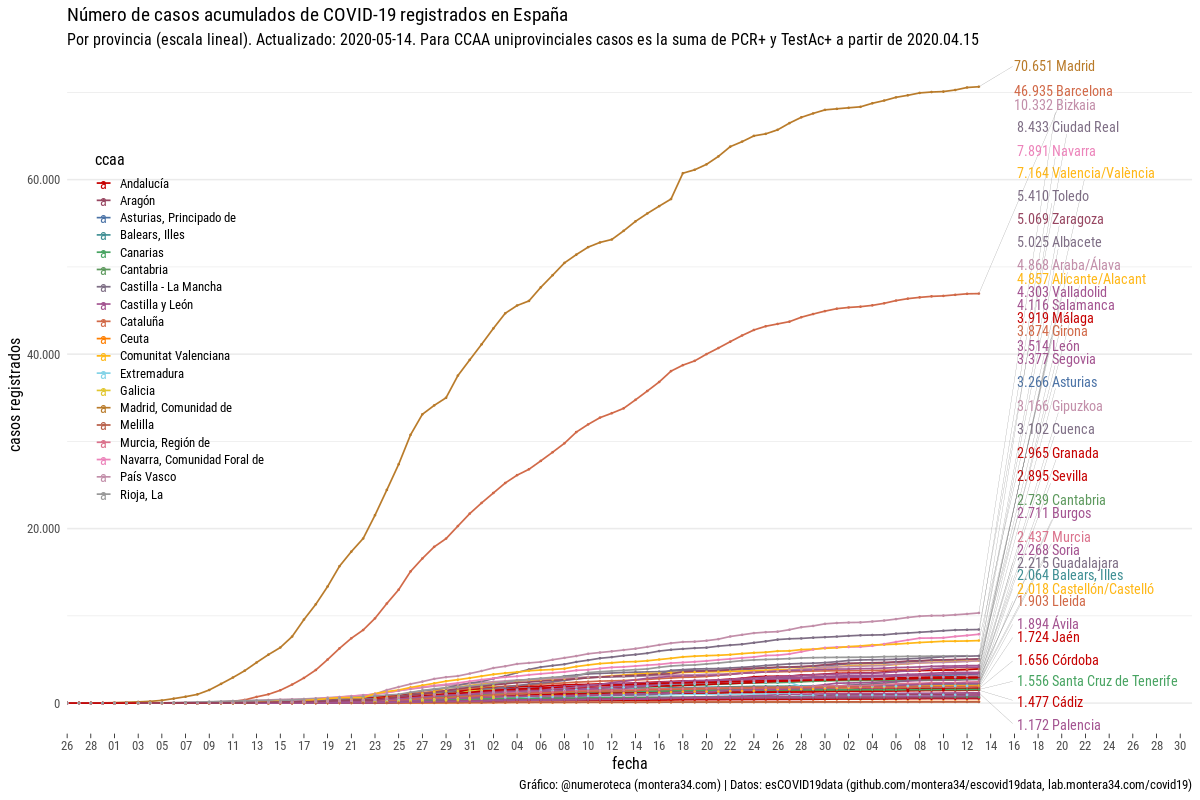 Número de casos acumulados de COVID-19 registrados en España
Por provincia (escala lineal). Actualizado: 2020-05-14. Para CCAA uniprovinciales casos es la suma de PCR+ y TestAc+ a partir de 2020.04.15
casos registrados
60.000
40.000
20.000
0
ccaa
Andalucía
Aragón
Asturias, Principado de
Balears, Illes
Canarias
Cantabria
Castilla - La Mancha
Castilla y León
Cataluña
Ceuta
Comunitat Valenciana
Extremadura
Galicia
Madrid, Comunidad de
Melilla
Murcia, Región de
Navarra, Comunidad Foral de
País Vasco
Rioja, La
70.651 Madrid
46.935 Barcelona
10.332 Bizkaia
8.433 Ciudad Real
7.891 Navarra
7.164 Valencia/València
5.410 Toledo
5.069 Zaragoza
5.025 Albacete
4.868 Araba/Álava
4.857 Alicante/Alacant
4.303 Valladolid
4.116 Salamanca
3.919 Málaga
3.874 Girona
3.514 León
3.377 Segovia
3.266 Asturias
3.166 Gipuzkoa
3.102 Cuenca
2.965 Granada
2.895 Sevilla
2.739 Cantabria
2.711 Burgos
2.437 Murcia
2.268 Soria
2.215 Guadalajara
2.064 Balears, Illes
2.018 Castellón/Castelló
1.903 Lleida
1.894 Ávila
1.724 Jaén
1.656 Córdoba
1.556 Santa Cruz de Tenerife
1.477 Cádiz
1.172 Palencia
26 28 01 03 05 07 09 11 13 15 17 19 21 23 25 27 29 31 02 04 06 08 10 12 14 16 18 20 22 24 26 28 30 02 04 06 08 10 12 14 16 18 20 22 24 26 28 30
fecha
Gráfico: @numeroteca (montera34.com) | Datos: esCOVID19data (github.com/montera34/escovid19data, lab.montera34.com/covid19)